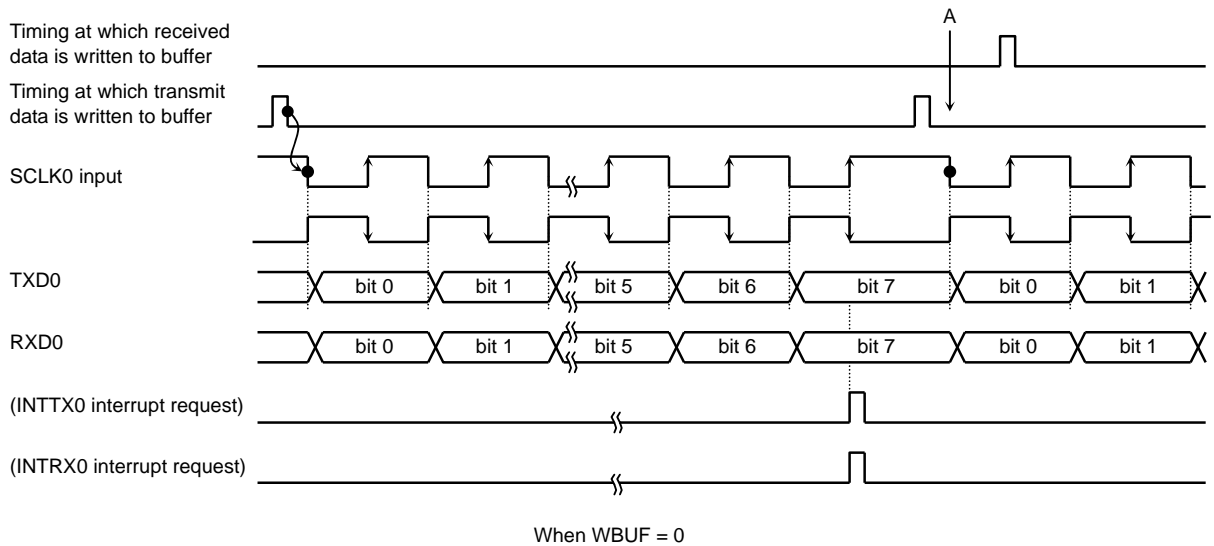 A
Timing at which received
data is written to buffer
Timing at which transmit
data is written to buffer
SCLK0 input
TXD0
bit 0 bit 1 bit 5 bit 6 bit 7 bit 0 bit 1
RXD0
bit 0 bit 1 bit 5 bit 6 bit 7 bit 0 bit 1
(INTTX0 interrupt request)
(INTRX0 interrupt request)
When WBUF = 0